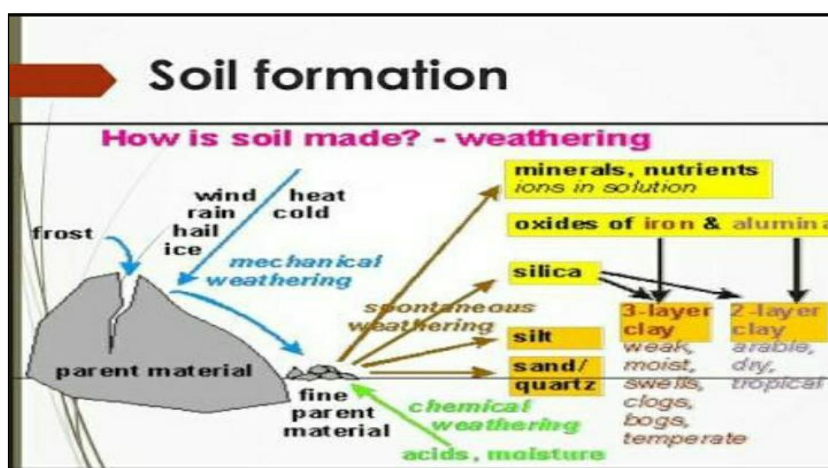 Soil formation
How is soil made? - weathering
wind heat
rain cold
hail
ice
frost
mechanical
weathering
parent material
fine
parent
material
spontaneous
weathering
chemical
weathering
acids, moisture
minerals, nutrients
ions in solution
oxides of iron & alumina
silica
silt
sand/
quartz
3-layer
clay
weak,
moist,
swells,
clogs,
bogs,
temperate
2-layer
clay
arable,
dry,
tropical